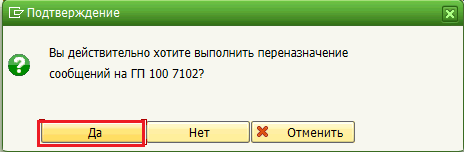 Подтверждение
Вы действительно хотите выполнить переназначение
сообщений на ГП 100 7102?
Да
Нет
Отменить